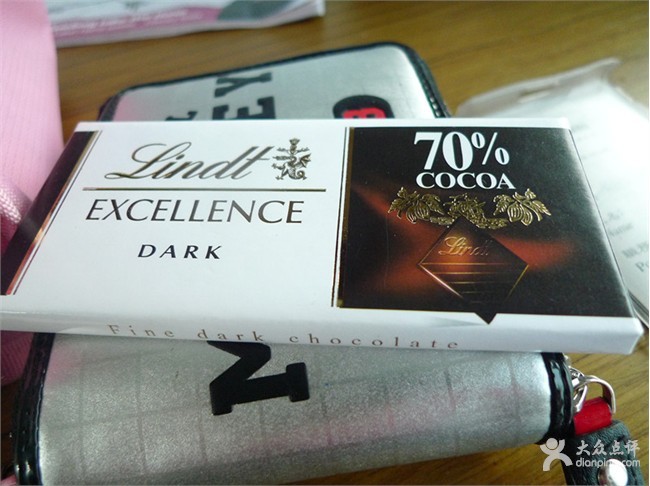 Lindt
EXCELLENCE
DARK
70%
COCOA
Lindt
Fine dark chocolate
大众点评
dianping.com